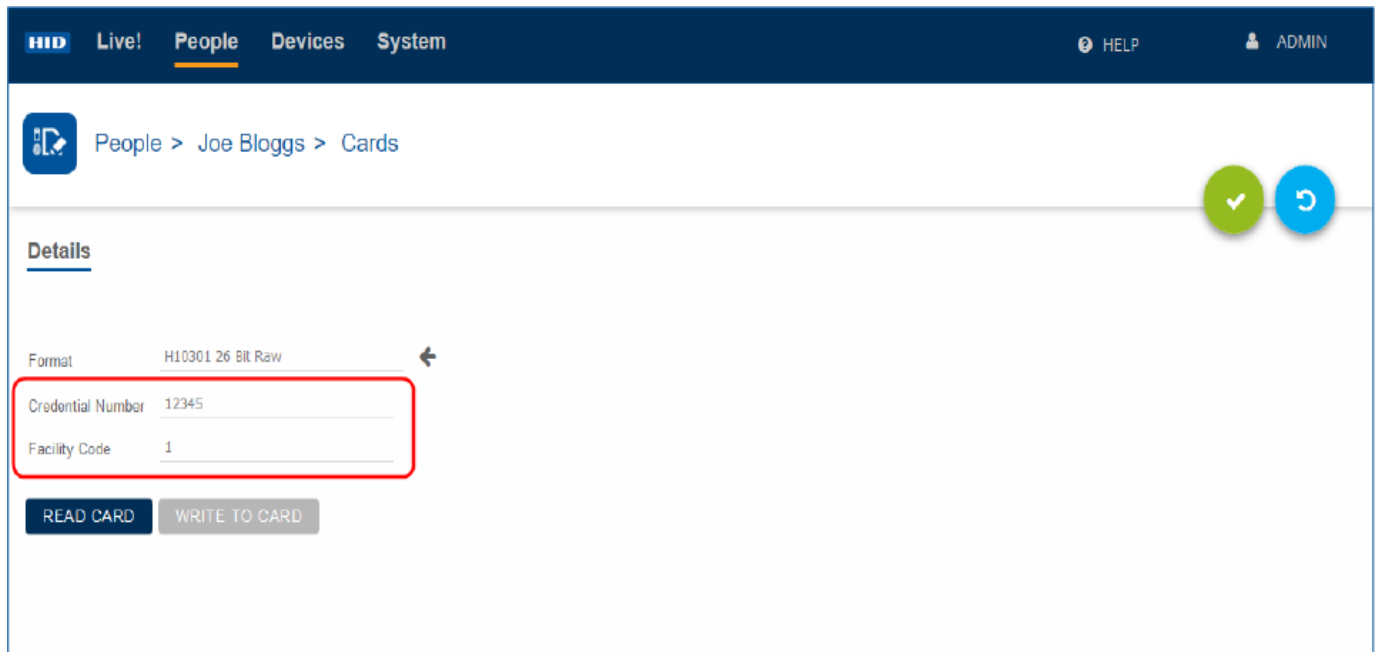 HID Live! People Devices System HELP ADMIN
People > Joe Bloggs > Cards
Details
Format H10301 26 Bit Raw
Credential Number 12345
Facility Code 1
READ CARD WRITE TO CARD